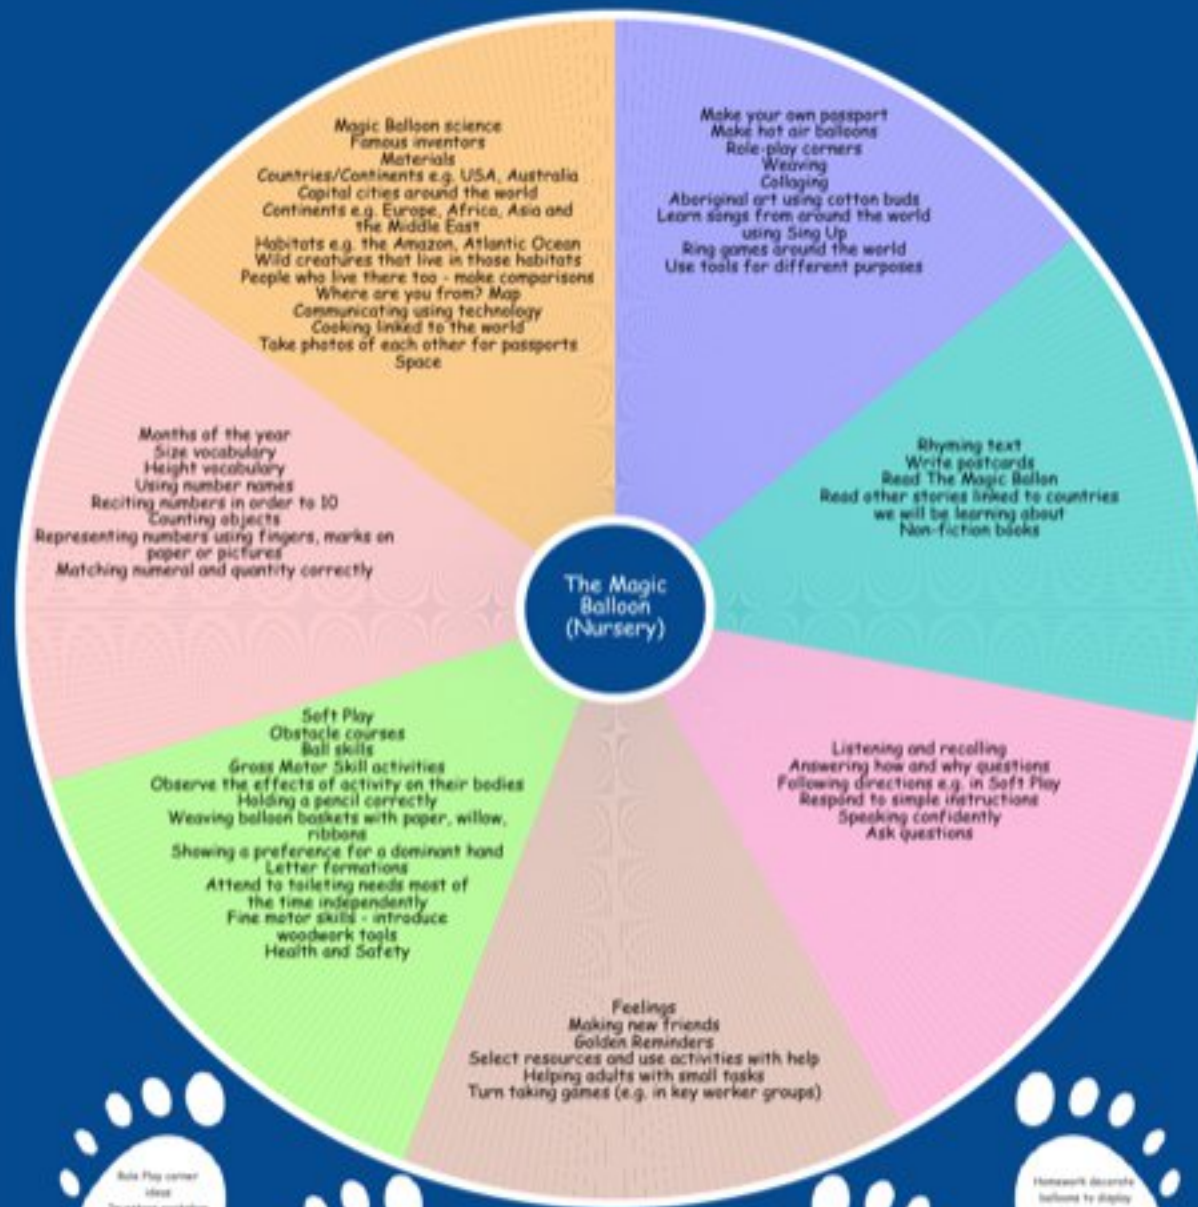 Magic Balloon science
Famous inventors
Materials
Countries/Continents e.g. USA, Australia
Capital cities around the world
Continents e.g. Europe, Africa, Asia and
the Middle East
Habitats e.g. the Amazon, Atlantic Ocean
Wild creatures that live in those habitats
People who live there too - make comparisons
Where are you from? Map
Communicating using technology
Cooking linked to the world
Take photos of each other for passports
Space
Make your own passport
Make hot air balloons
Role-play corners
Weaving
Collaging
Aboriginal art using cotton buds
Learn songs from around the world
using Sing Up
Ring games around the world
Use tools for different purposes
Rhyming text
Write postcards
Read The Magic Ballon
Read other stories linked to countries
we will be learning about
Non-fiction books
Months of the year
Size vocabulary
Height vocabulary
Using number names
Reciting numbers in order to 10
Counting objects
Representing numbers using fingers, marks on
paper or pictures
Matching numeral and quantity correctly
The Magic
Balloon
(Nursery)
Soft Play
Obstacle courses
Ball skills
Gross Motor Skill activities
Observe the effects of activity on their bodies
Holding a pencil correctly
Weaving balloon baskets with paper, willow,
ribbons
Showing a preference for a dominant hand
Letter formations
Attend to toileting needs most of
the time independently
Fine motor skills - introduce
woodwork tools
Health and Safety
Listening and recalling
Answering how and why questions
Following directions e.g. in Soft Play
Respond to simple instructions
Speaking confidently
Ask questions
Feelings
Making new friends
Golden Reminders
Select resources and use activities with help
Helping adults with small tasks
Turn taking games (e.g. in key worker groups)
Role Play corner
ideas
Homework decorate
balloons to display